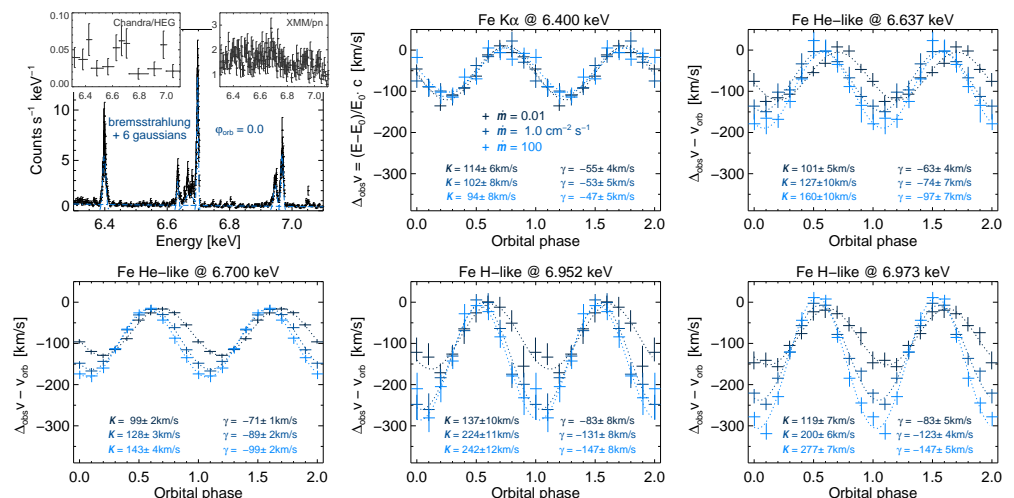 Chandra/HEG
XMM/pn
0.10
0.05
0.00
6.4 6.6 6.8 7.0
3
2
1
6.4 6.6 6.8 7.0
bremsstrahlung
+ 6 gaussians
φorb = 0.0
Counts s−1 keV−1
10
5
0
6.4 6.6 6.8 7.0
Energy [keV]
Fe Kα @ 6.400 keV
Δobsv = (E−E0)/E0· c [km/s]
0
−100
−200
−300
+ ṁ = 0.01
+ ṁ = 1.0 cm−2 s−1
+ ṁ = 100
K = 114± 6km/s γ = −55± 4km/s
K = 102± 8km/s γ = −53± 5km/s
K = 94± 8km/s γ = −47± 5km/s
0.0 0.5 1.0 1.5 2.0
Orbital phase
Fe He−like @ 6.637 keV
Δobsv − vorb [km/s]
0
−100
−200
−300
K = 101± 5km/s γ = −63± 4km/s
K = 127±10km/s γ = −74± 7km/s
K = 160±10km/s γ = −97± 7km/s
0.0 0.5 1.0 1.5 2.0
Orbital phase
Fe He−like @ 6.700 keV
Δobsv − vorb [km/s]
0
−100
−200
−300
K = 99± 2km/s γ = −71± 1km/s
K = 128± 3km/s γ = −89± 2km/s
K = 143± 4km/s γ = −99± 2km/s
0.0 0.5 1.0 1.5 2.0
Orbital phase
Fe H−like @ 6.952 keV
Δobsv − vorb [km/s]
0
−100
−200
−300
K = 137±10km/s γ = −83± 8km/s
K = 224±11km/s γ = −131± 8km/s
K = 242±12km/s γ = −147± 8km/s
0.0 0.5 1.0 1.5 2.0
Orbital phase
Fe H−like @ 6.973 keV
Δobsv − vorb [km/s]
0
−100
−200
−300
K = 119± 7km/s γ = −83± 5km/s
K = 200± 6km/s γ = −123± 4km/s
K = 277± 7km/s γ = −147± 5km/s
0.0 0.5 1.0 1.5 2.0
Orbital phase